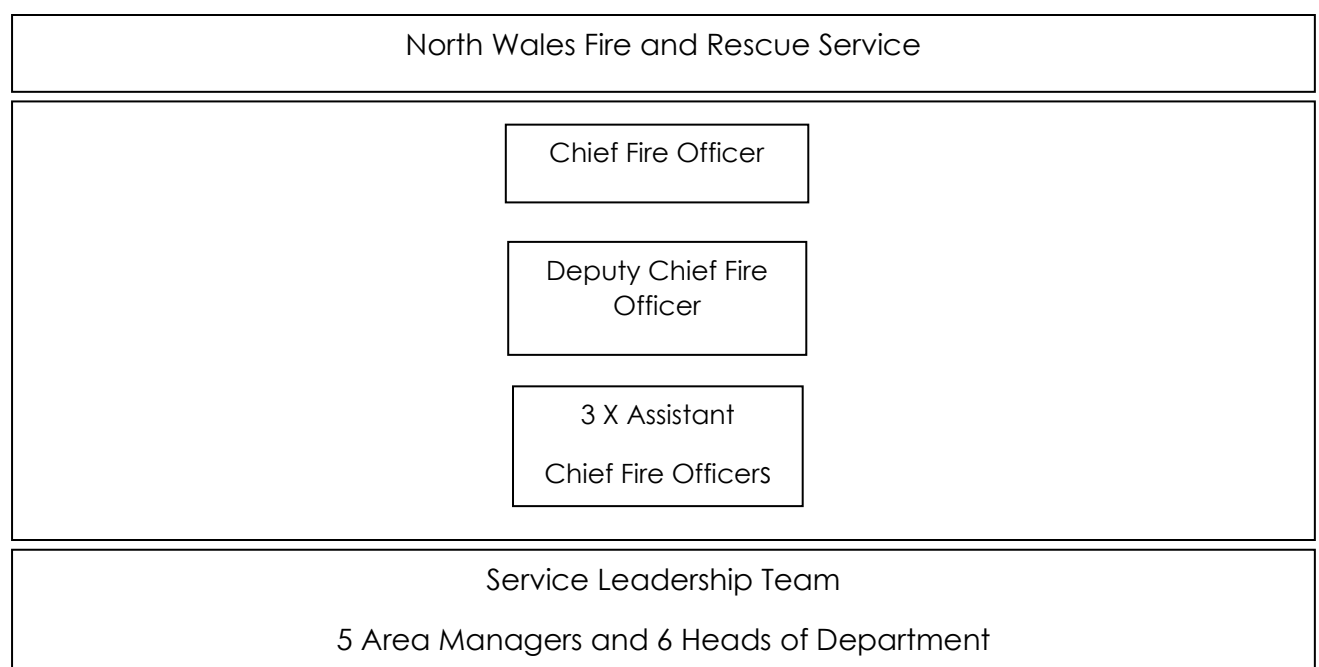 North Wales Fire and Rescue Service
Chief Fire Officer
Deputy Chief Fire
Officer
3 X Assistant
Chief Fire Officers
Service Leadership Team
5 Area Managers and 6 Heads of Department